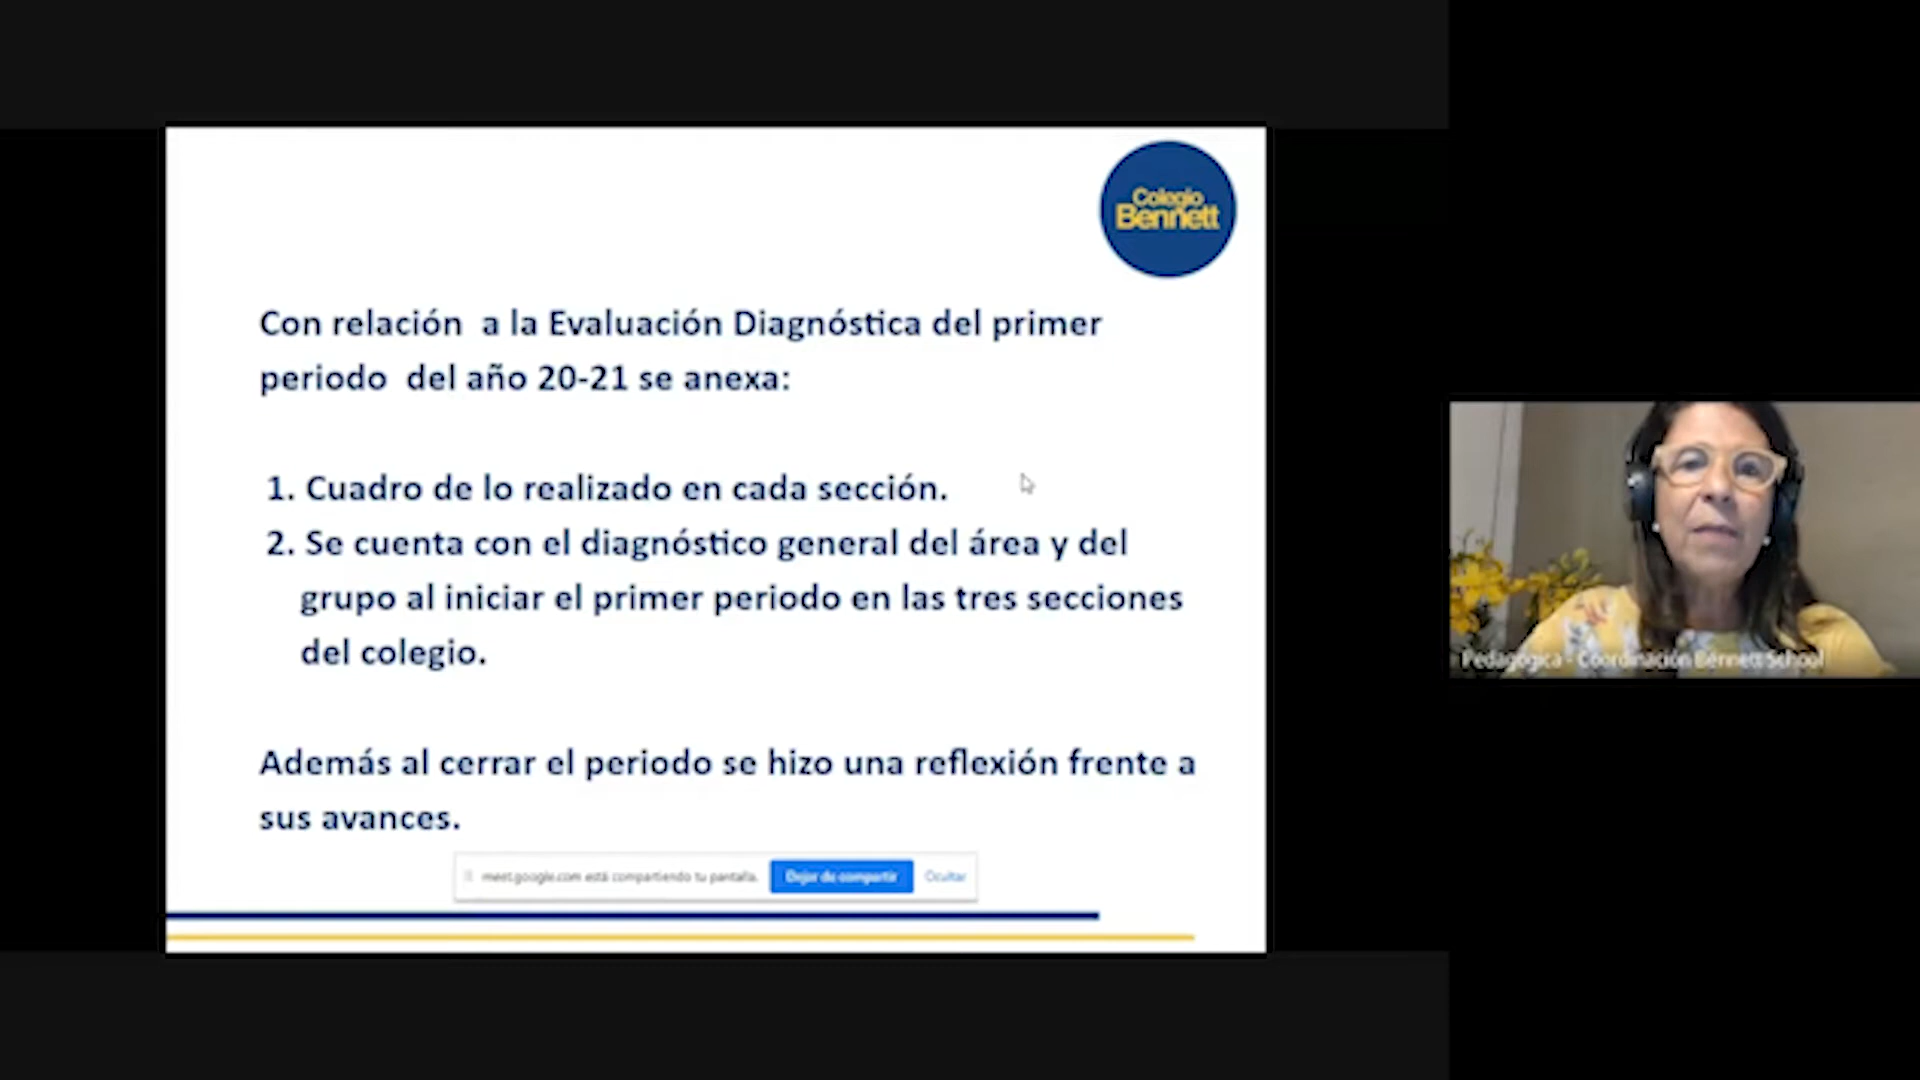 Colegio
Bennett
Con relación a la Evaluación Diagnóstica del primer
periodo del año 20-21 se anexa:
1. Cuadro de lo realizado en cada sección.
2. Se cuenta con el diagnóstico general del área y del
grupo al iniciar el primer periodo en las tres secciones
del colegio.
Además al cerrar el periodo se hizo una reflexión frente a
sus avances.
meet.google.com está compartiendo tu pantalla.
Dejar de compartir
Ocultar
Pedagógica - Coordinación Bennett School